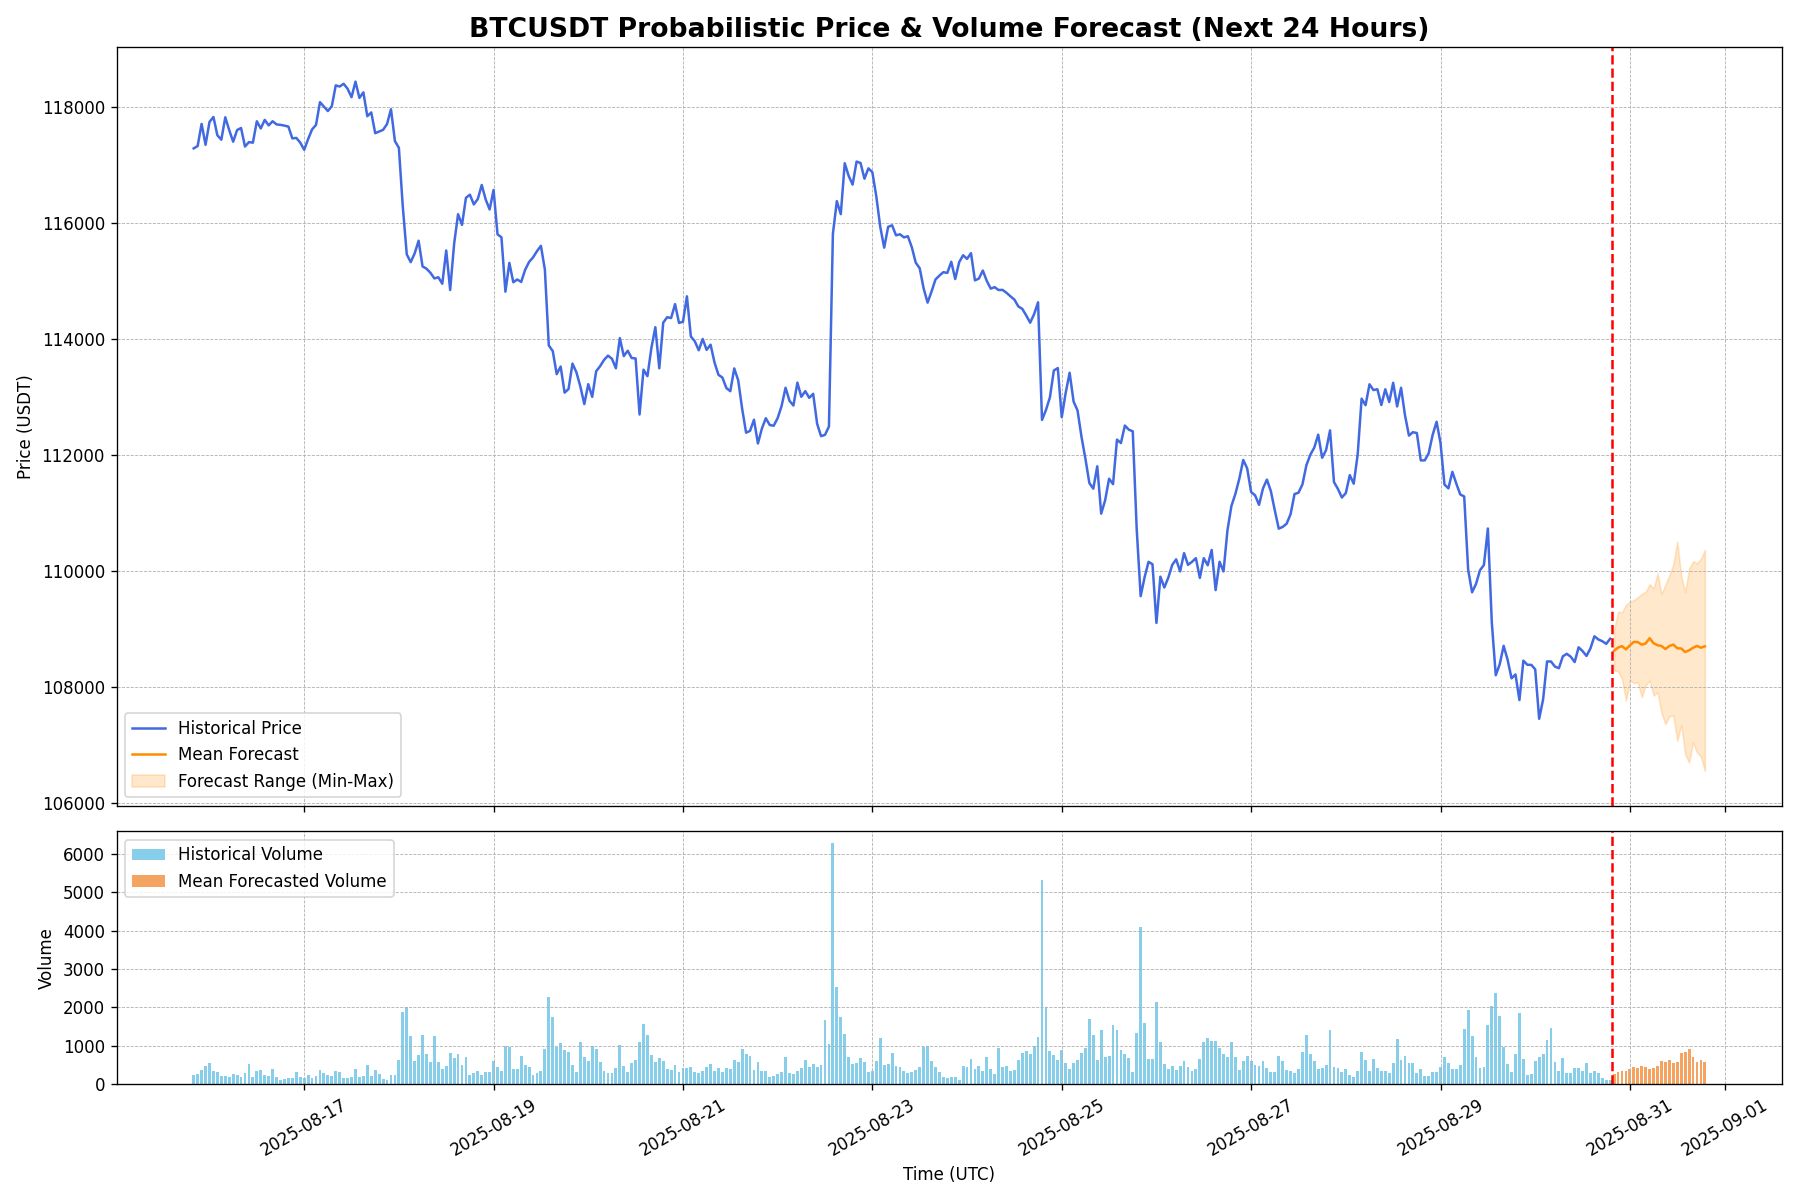 BTCUSDT Probabilistic Price & Volume Forecast (Next 24 Hours)
118000
116000
114000
112000
110000
108000
106000
Price (USDT)
Historical Price
Mean Forecast
Forecast Range (Min-Max)
6000
5000
4000
3000
2000
1000
0
Volume
Historical Volume
Mean Forecasted Volume
2025-08-17
2025-08-19
2025-08-21
2025-08-23
2025-08-25
2025-08-27
2025-08-29
2025-08-31
2025-09-01
Time (UTC)